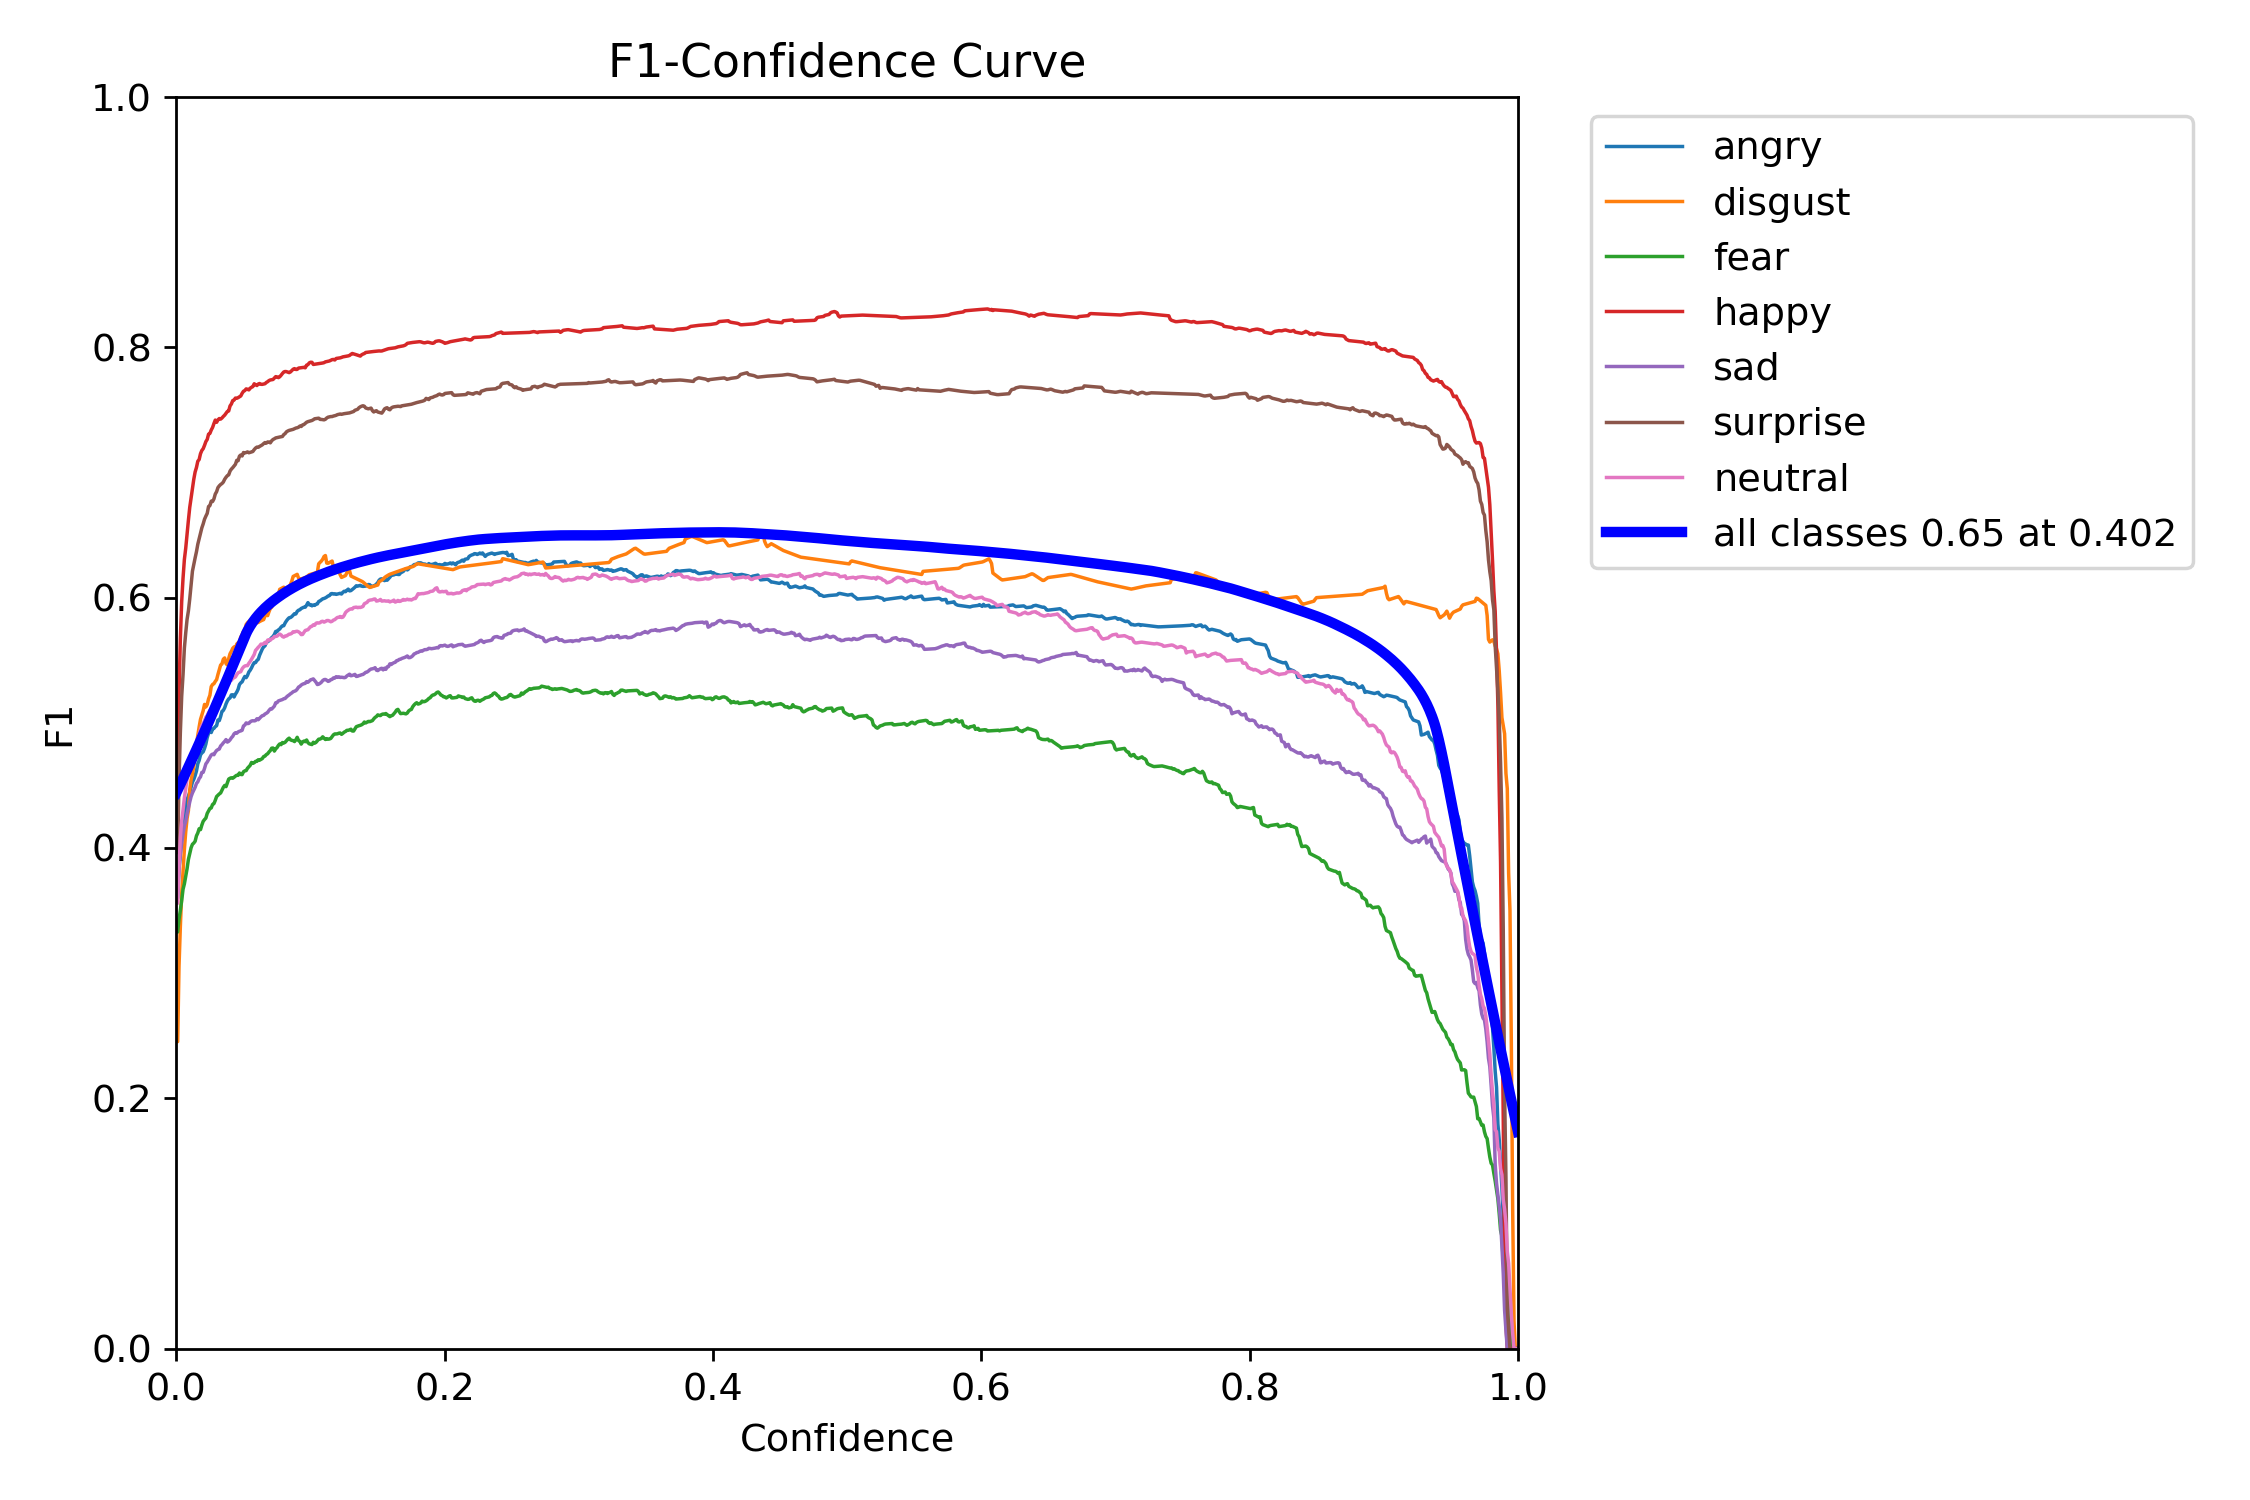 F1-Confidence Curve
1.0
0.8
0.6
0.4
0.2
0.0
F1
0.0 0.2 0.4 0.6 0.8 1.0
Confidence
angry
disgust
fear
happy
sad
surprise
neutral
all classes 0.65 at 0.402